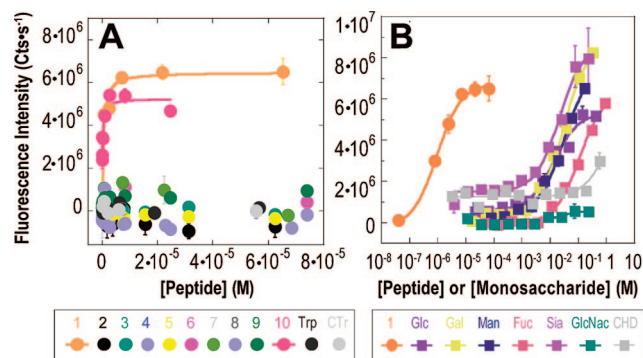 A
B
Fluorescence Intensity (Cts•s⁻¹)
8•10⁶
6•10⁶
4•10⁶
2•10⁶
0
0 2•10⁻⁵ 4•10⁻⁵ 6•10⁻⁵ 8•10⁻⁵
[Peptide] (M)
1•10⁷
8•10⁶
6•10⁶
4•10⁶
2•10⁶
0
10⁻⁸ 10⁻⁷ 10⁻⁶ 10⁻⁵ 10⁻⁴ 10⁻³ 10⁻² 10⁻¹ 1 10
[Peptide] or [Monosaccharide] (M)
1 2 3 4 5 6 7 8 9 10 Trp CTr
1 Glc Gal Man Fuc Sia GlcNac CHD